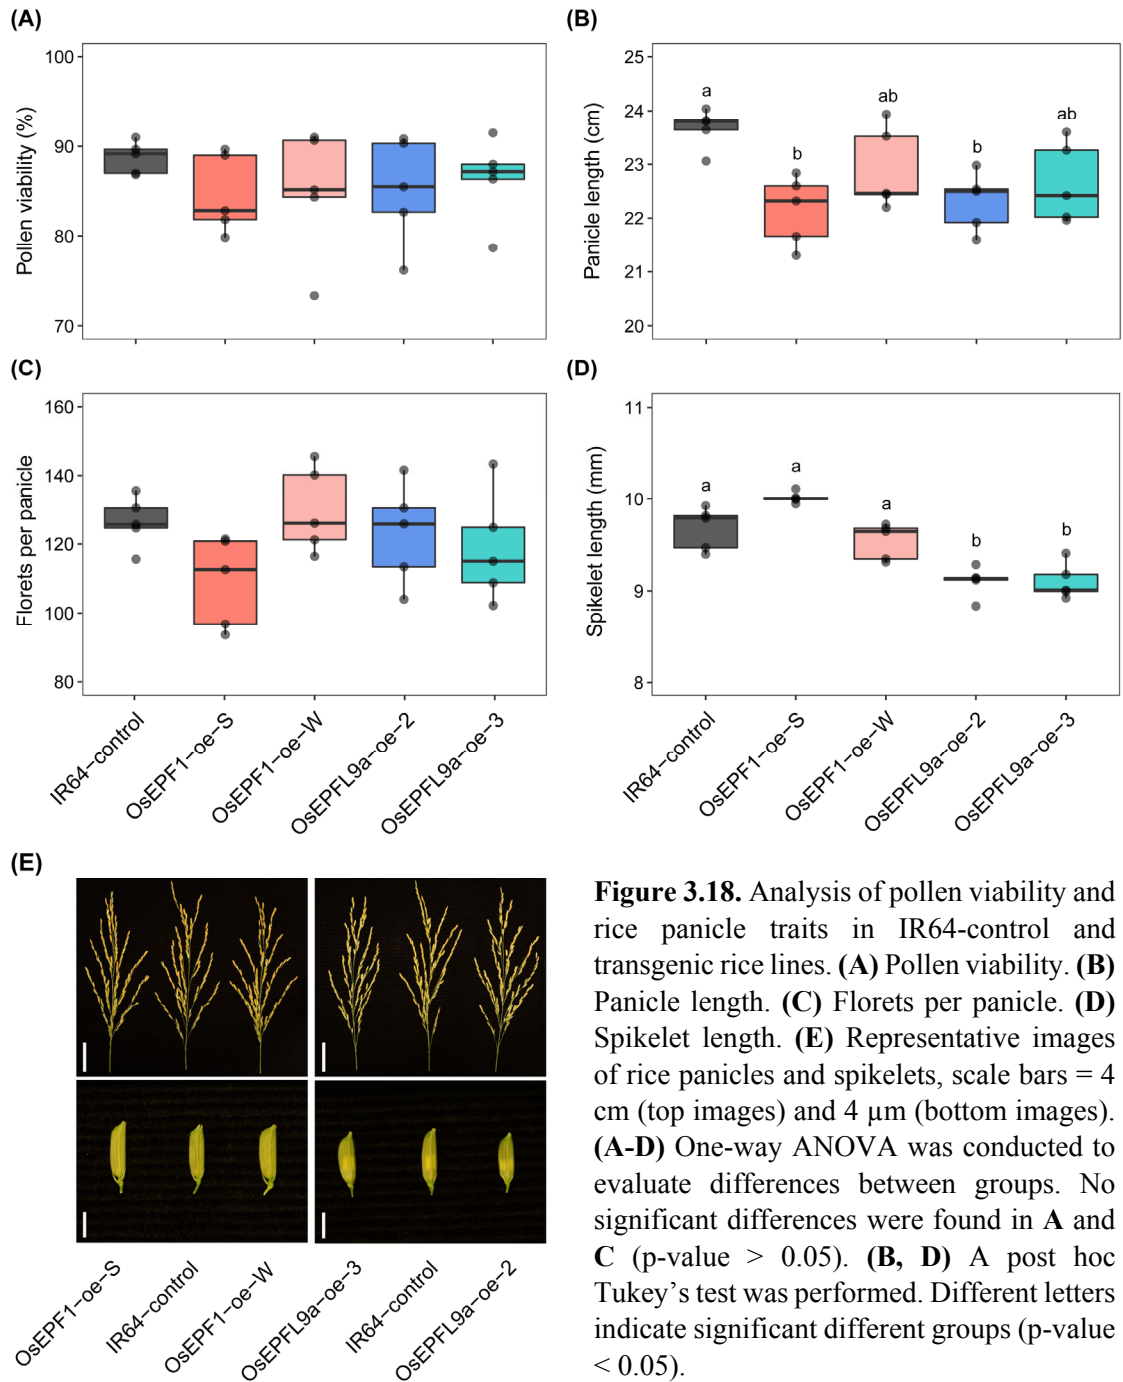 (A)
(B)
100
90
80
70
Pollen viability (%)
25
24
23
22
21
20
Panicle length (cm)
a
b
ab
b
ab
(C)
(D)
160
140
120
100
80
Florets per panicle
11
10
9
8
Spikelet length (mm)
a
a
a
b
b
IR64−control
OsEPF1−oe−S
OsEPF1−oe−W
OsEPFL9a−oe−2
OsEPFL9a−oe−3
IR64−control
OsEPF1−oe−S
OsEPF1−oe−W
OsEPFL9a−oe−2
OsEPFL9a−oe−3
(E)
OsEPF1−oe−S
IR64−control
OsEPF1−oe−W
OsEPFL9a−oe−3
IR64−control
OsEPFL9a−oe−2
Figure 3.18. Analysis of pollen viability and
rice panicle traits in IR64-control and
transgenic rice lines. (A) Pollen viability. (B)
Panicle length. (C) Florets per panicle. (D)
Spikelet length. (E) Representative images
of rice panicles and spikelets, scale bars = 4
cm (top images) and 4 µm (bottom images).
(A-D) One-way ANOVA was conducted to
evaluate differences between groups. No
significant differences were found in A and
C (p-value > 0.05). (B, D) A post hoc
Tukey’s test was performed. Different letters
indicate significant different groups (p-value
< 0.05).